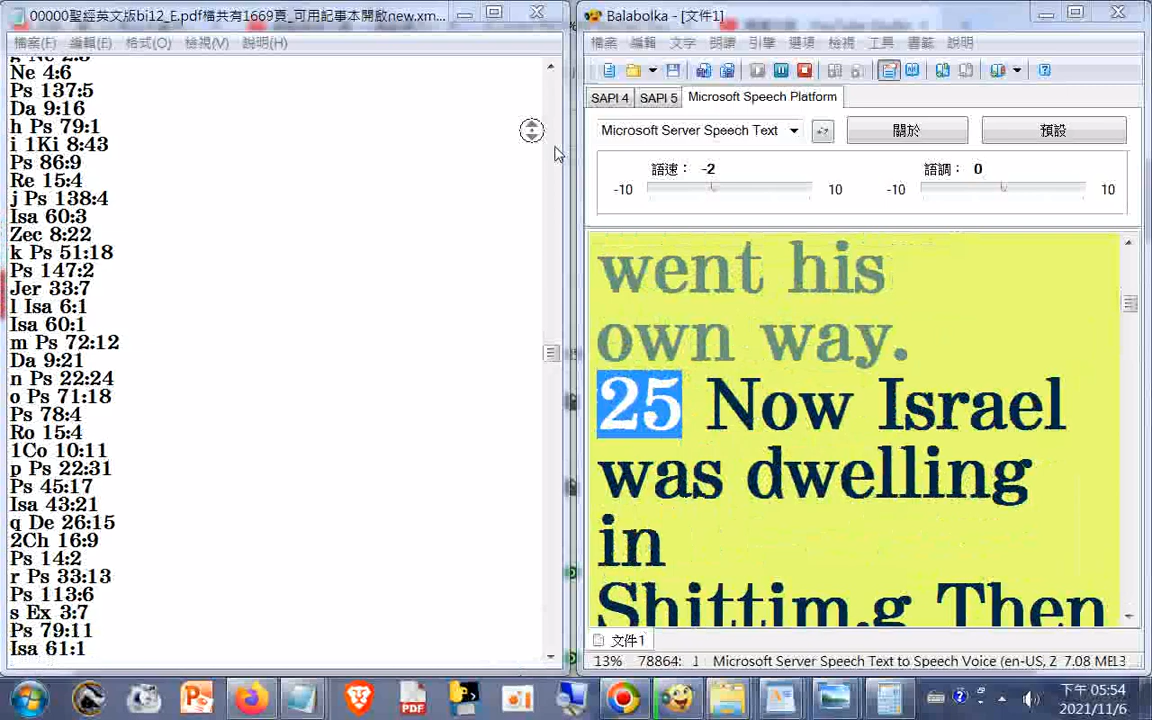 00000聖經英文版bi12_E.pdf檔共有1669頁_可用記事本開啟new.xm...
檔案(F) 編輯(E) 格式(O) 檢視(V) 說明(H)
g Ne 2:3
Ne 4:6
Ps 137:5
Da 9:16
h Ps 79:1
i 1Ki 8:43
Ps 86:9
Re 15:4
j Ps 138:4
Isa 60:3
Zec 8:22
k Ps 51:18
Ps 147:2
Jer 33:7
l Isa 6:1
Isa 60:1
m Ps 72:12
Da 9:21
n Ps 22:24
o Ps 71:18
Ps 78:4
Ro 15:4
1Co 10:11
p Ps 22:31
Ps 45:17
Isa 43:21
q De 26:15
2Ch 16:9
Ps 14:2
r Ps 33:13
Ps 113:6
s Ex 3:7
Ps 79:11
Isa 61:1
Balabolka - [文件1]
檔案 編輯 文字 朗讀 引擎 選項 檢視 工具 書籤 說明
SAPI 4 SAPI 5 Microsoft Speech Platform
Microsoft Server Speech Text 關於 預設
語速： -2 語調： 0
-10 10 -10 10
went his
own way.
25 Now Israel
was dwelling
in
Shittim.g Then
文件1
13% 78864: 1 Microsoft Server Speech Text to Speech Voice (en-US, 2 7.08 ME13
下午 05:54
2021/11/6